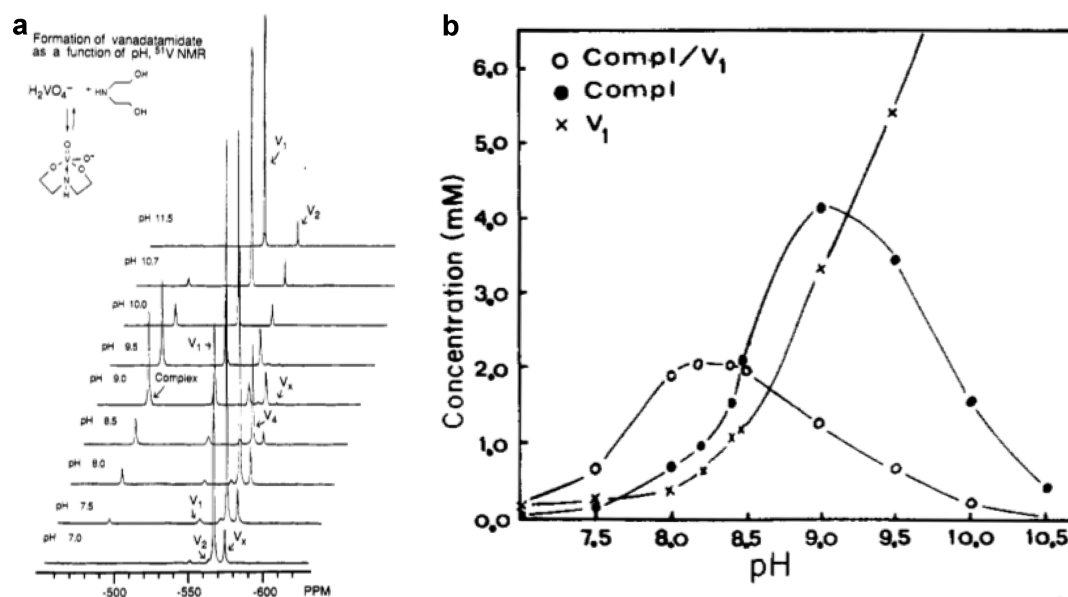 a
Formation of vanadatamidate
as a function of pH, ⁵¹V NMR
H₂VO₄⁻ + HN
OH
OH
O
V
O⁻
O
O
N
H
V₁
V₂
pH 11.5
pH 10.7
pH 10.0
V₁
pH 9.5
pH 9.0
Complex
Vₓ
V₄
pH 8.5
pH 8.0
V₁
pH 7.5
V₂
Vₓ
pH 7.0
-500
-600
PPM
b
Compl/V₁
Compl
V₁
Concentration (mM)
6.0
5.0
4.0
3.0
2.0
1.0
0.0
7.5
8.0
8.5
9.0
9.5
10.0
10.5
pH